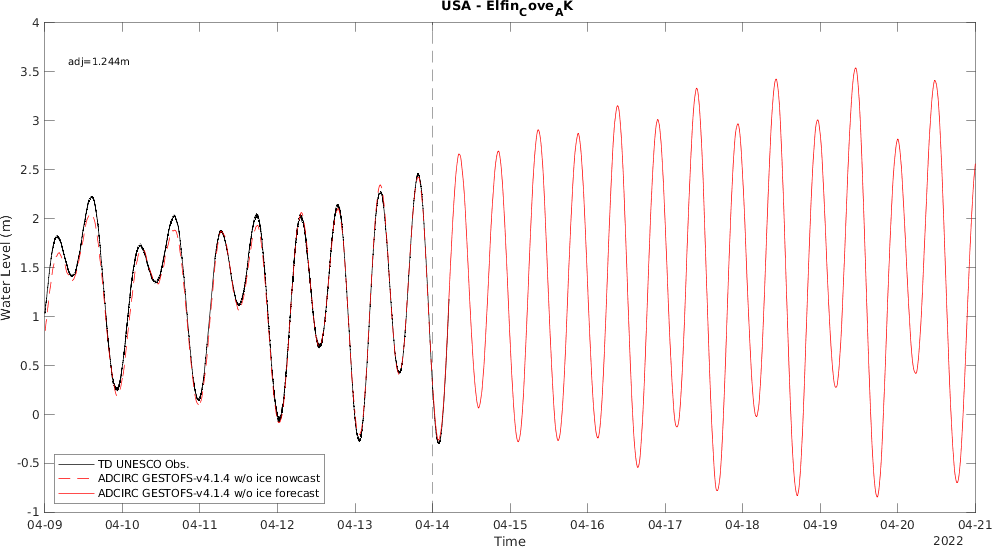 USA - ElfinCoveAK
4
3.5
3
2.5
2
1.5
1
0.5
0
-0.5
-1
Water Level (m)
adj=1.244m
TD UNESCO Obs.
ADCIRC GESTOFS-v4.1.4 w/o ice nowcast
ADCIRC GESTOFS-v4.1.4 w/o ice forecast
04-09 04-10 04-11 04-12 04-13 04-14 04-15 04-16 04-17 04-18 04-19 04-20 04-21
Time
2022